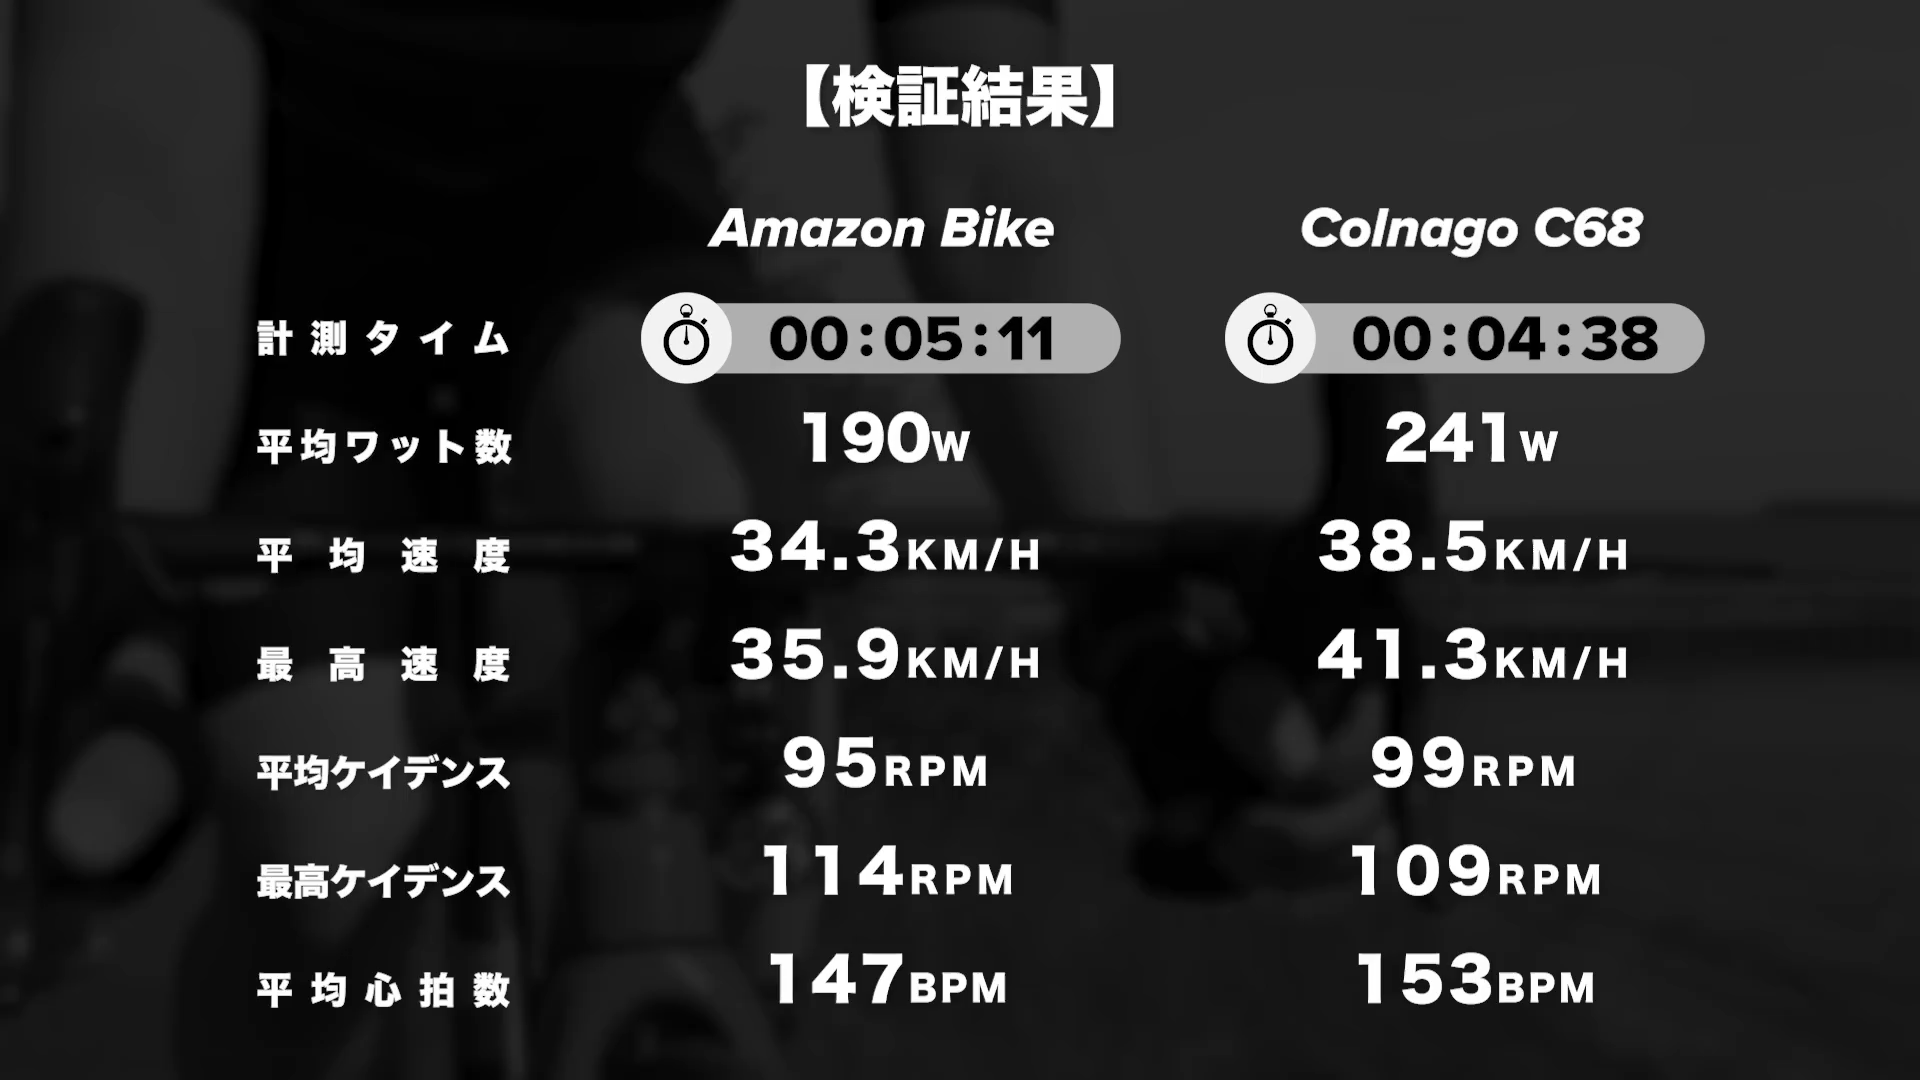 【検証結果】
Amazon Bike Colnago C68
計測タイム 00:05:11 00:04:38
平均ワット数 190W 241W
平均速度 34.3KM/H 38.5KM/H
最高速度 35.9KM/H 41.3KM/H
平均ケイデンス 95RPM 99RPM
最高ケイデンス 114RPM 109RPM
平均心拍数 147BPM 153BPM